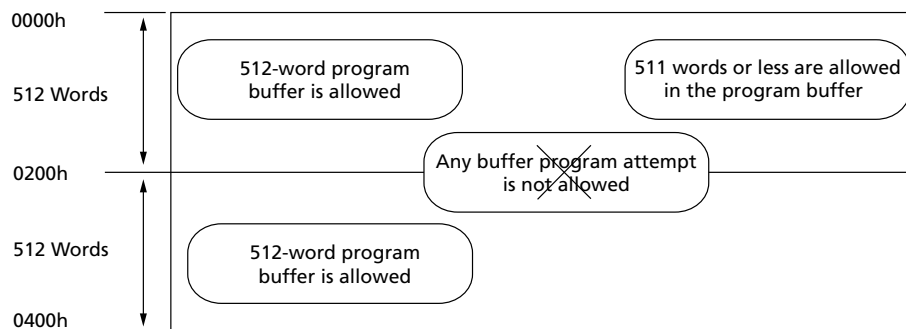 0000h
512 Words
512-word program
buffer is allowed
511 words or less are allowed
in the program buffer
Any buffer program attempt
is not allowed
0200h
512 Words
512-word program
buffer is allowed
0400h